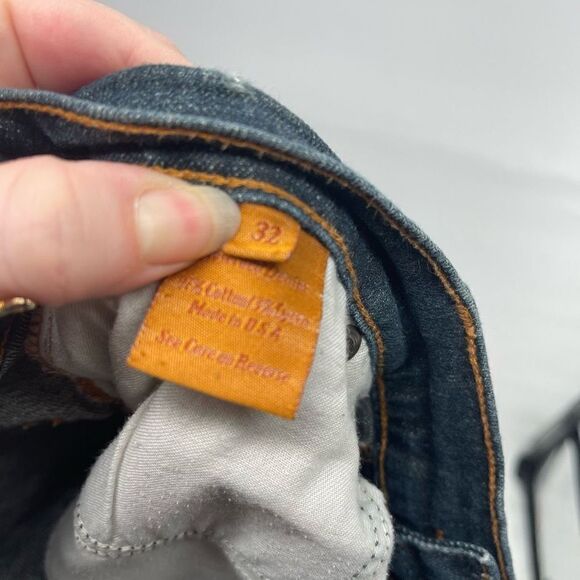 32
Cotton
Made in U.S.A.
See Care on Reverse